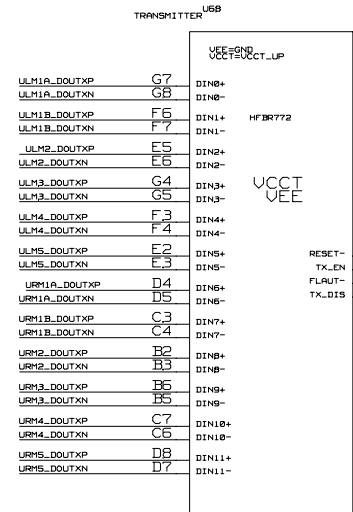 TRANSMITTER U6B
VEE=GND
VCCT=VCCT_UP
ULM1A_DOUTXP G7 DIN0+
ULM1A_DOUTXN G8 DIN0-
ULM1B_DOUTXP F6 DIN1+ HFBR772
ULM1B_DOUTXN F7 DIN1-
ULM2_DOUTXP E5 DIN2+
ULM2_DOUTXN E6 DIN2-
ULM3_DOUTXP G4 DIN3+ VCCT
ULM3_DOUTXN G5 DIN3- VEE
ULM4_DOUTXP F3 DIN4+
ULM4_DOUTXN F4 DIN4-
ULM5_DOUTXP E2 DIN5+ RESET-
ULM5_DOUTXN E3 DIN5- TX_EN
URM1A_DOUTXP D4 DIN6+ FLAUT-
URM1A_DOUTXN D5 DIN6- TX_DIS
URM1B_DOUTXP C3 DIN7+
URM1B_DOUTXN C4 DIN7-
URM2_DOUTXP B2 DIN8+
URM2_DOUTXN B3 DIN8-
URM3_DOUTXP B6 DIN9+
URM3_DOUTXN B5 DIN9-
URM4_DOUTXP C7 DIN10+
URM4_DOUTXN C6 DIN10-
URM5_DOUTXP D8 DIN11+
URM5_DOUTXN D7 DIN11-